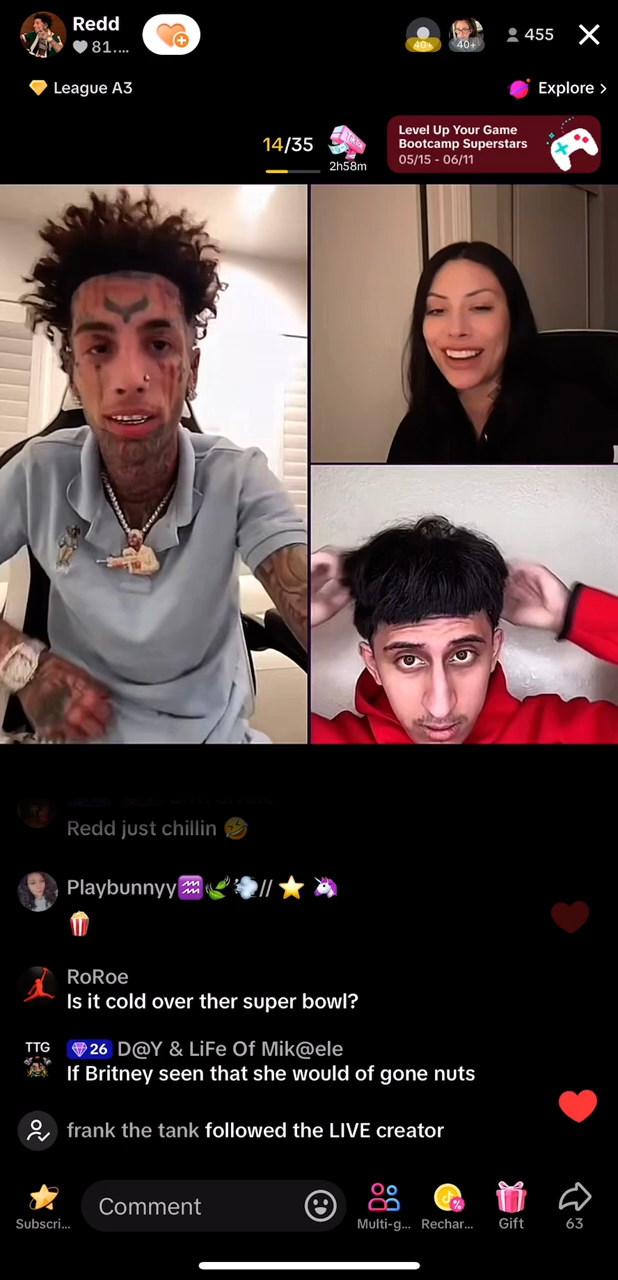 Redd
81....
40+
40+
455
League A3
Explore >
14/35
2h58m
Level Up Your Game
Bootcamp Superstars
05/15 - 06/11
Redd just chillin 🤣
Playbunnyy♒🌿💨// ⭐ 🦄
🍿
RoRoe
Is it cold over ther super bowl?
TTG
26 D@Y & LiFe Of Mik@ele
If Britney seen that she would of gone nuts
frank the tank followed the LIVE creator
Subscri...
Comment
Multi-g...
Rechar...
Gift
63